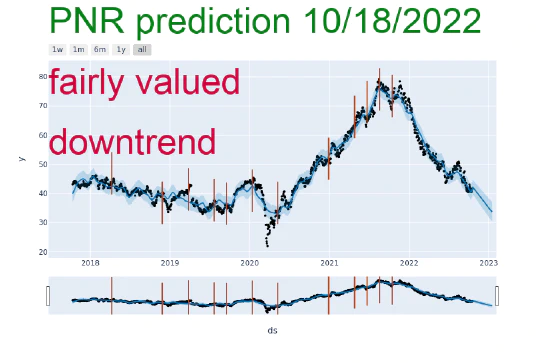 PNR prediction 10/18/2022
1w 1m 6m 1y all
fairly valued
downtrend
80
70
60
50
40
30
20
y
2018 2019 2020 2021 2022 2023
ds